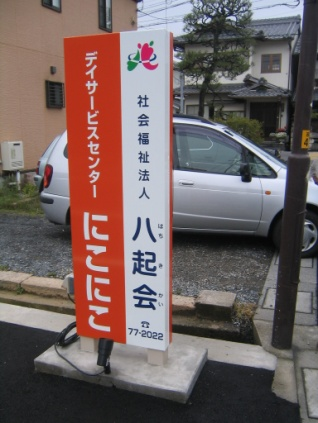 社会福祉法人
八起会
はち き かい
☎
77-2022
デイサービスセンター
にこにこ
4